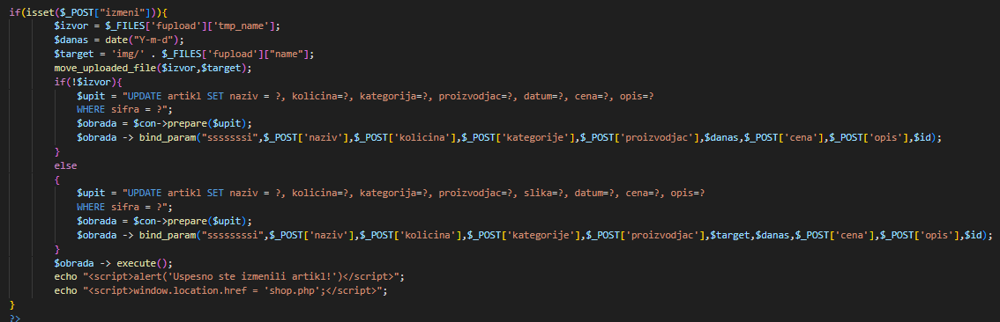 if(isset($_POST["izmeni"])){
$izvor = $_FILES['fupload']['tmp_name'];
$danas = date("Y-m-d");
$target = 'img/' . $_FILES['fupload']["name"];
move_uploaded_file($izvor,$target);
if(!$izvor){
$upit = "UPDATE artikl SET naziv = ?, kolicina=?, kategorija=?, proizvodjac=?, datum=?, cena=?, opis=?
WHERE sifra = ?";
$obrada = $con->prepare($upit);
$obrada -> bind_param("sssssssi",$_POST['naziv'],$_POST['kolicina'],$_POST['kategorije'],$_POST['proizvodjac'],$danas,$_POST['cena'],$_POST['opis'],$id);
}
else
{
$upit = "UPDATE artikl SET naziv = ?, kolicina=?, kategorija=?, proizvodjac=?, slika=?, datum=?, cena=?, opis=?
WHERE sifra = ?";
$obrada = $con->prepare($upit);
$obrada -> bind_param("ssssssssi",$_POST['naziv'],$_POST['kolicina'],$_POST['kategorije'],$_POST['proizvodjac'],$target,$danas,$_POST['cena'],$_POST['opis'],$id);
}
$obrada -> execute();
echo "<script>alert('Uspesno ste izmenili artikl!')</script>";
echo "<script>window.location.href = 'shop.php';</script>";
}
?>